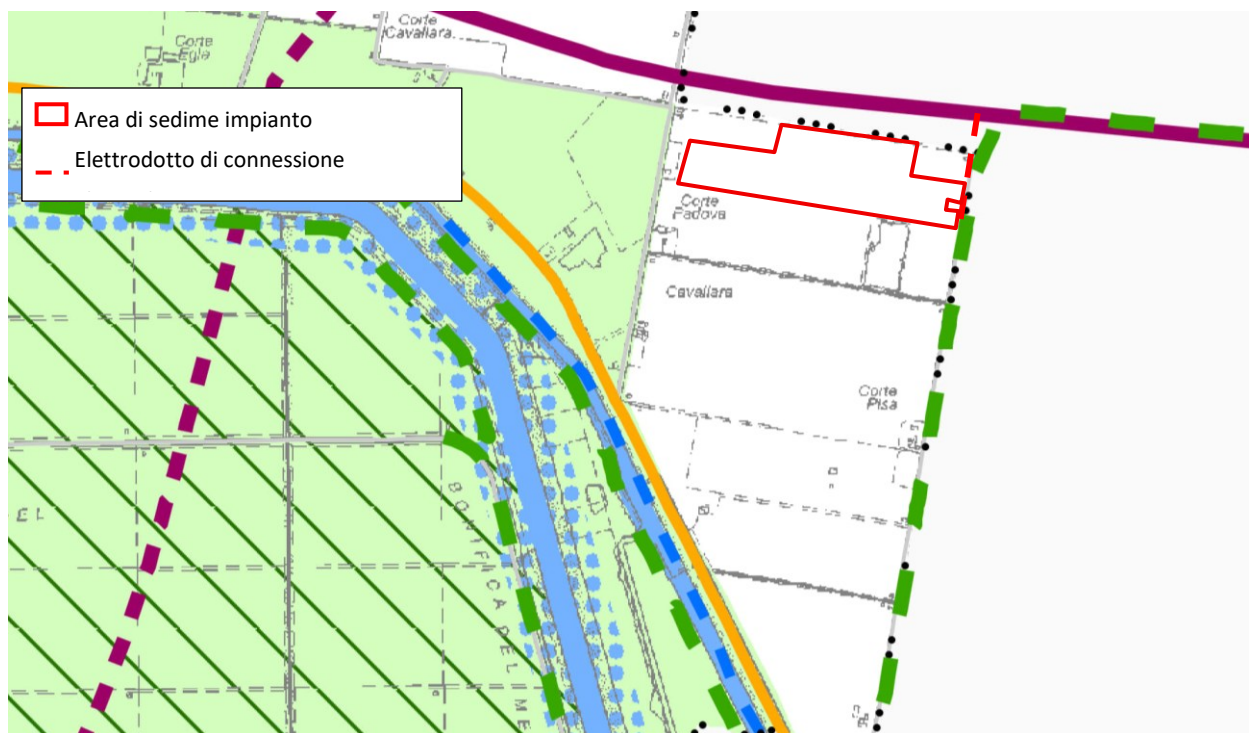 Corte
Cavallara
Corte
Egle
Area di sedime impianto
Elettrodotto di connessione
Corte
Padova
Cavallara
Corte
Pisa
EL
BONIFICA DEL ME